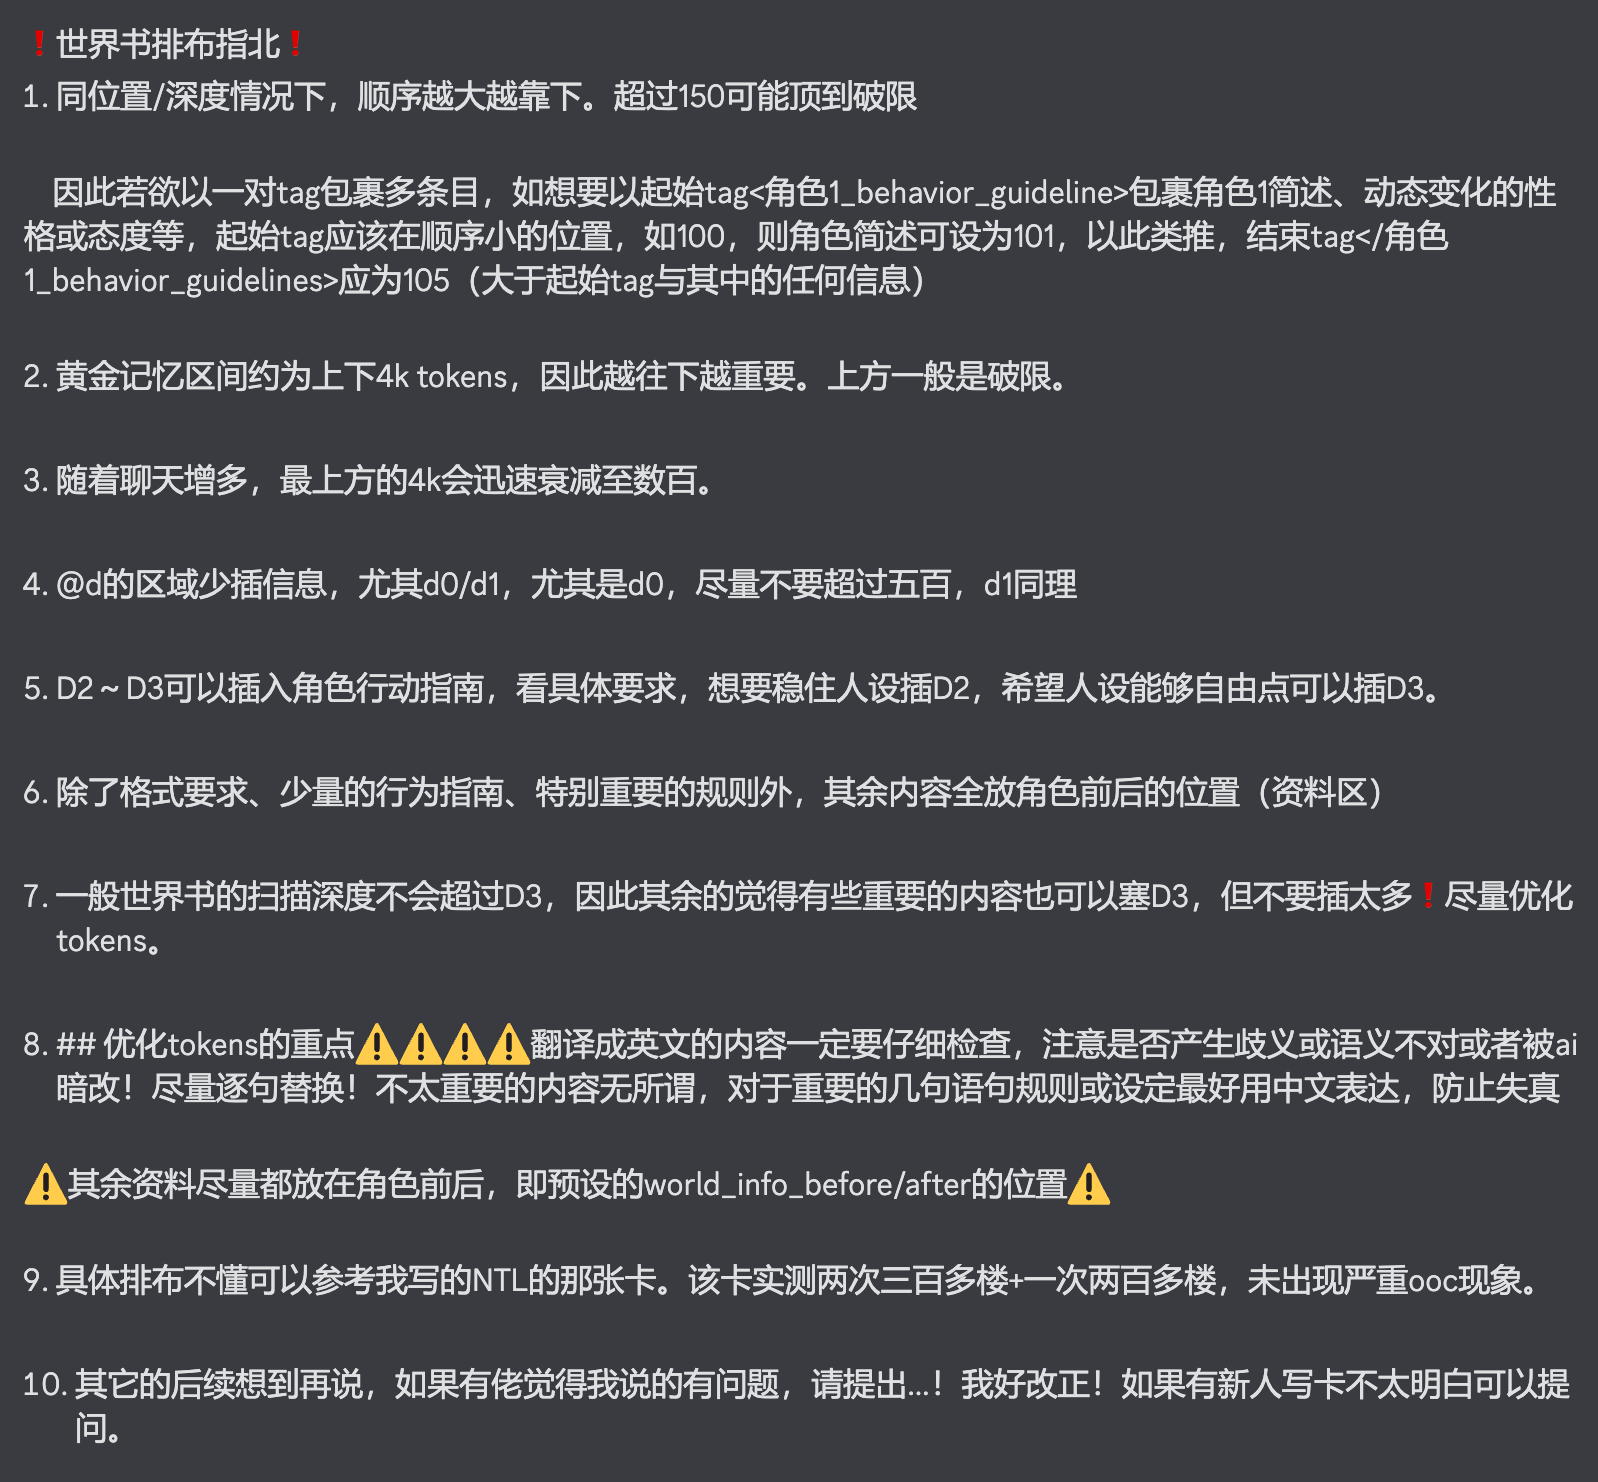 ❗世界书排布指北❗
1. 同位置/深度情况下，顺序越大越靠下。超过150可能顶到破限
因此若欲以一对tag包裹多条目，如想要以起始tag<角色1_behavior_guideline>包裹角色1简述、动态变化的性
格或态度等，起始tag应该在顺序小的位置，如100，则角色简述可设为101，以此类推，结束tag</角色
1_behavior_guidelines>应为105（大于起始tag与其中的任何信息）
2. 黄金记忆区间约为上下4k tokens，因此越往下越重要。上方一般是破限。
3. 随着聊天增多，最上方的4k会迅速衰减至数百。
4. @d的区域少插信息，尤其d0/d1，尤其是d0，尽量不要超过五百，d1同理
5. D2～D3可以插入角色行动指南，看具体要求，想要稳住人设插D2，希望人设能够自由点可以插D3。
6. 除了格式要求、少量的行为指南、特别重要的规则外，其余内容全放角色前后的位置（资料区）
7. 一般世界书的扫描深度不会超过D3，因此其余的觉得有些重要的内容也可以塞D3，但不要插太多❗尽量优化
tokens。
8. ## 优化tokens的重点⚠️⚠️⚠️⚠️翻译成英文的内容一定要仔细检查，注意是否产生歧义或语义不对或者被ai
暗改！尽量逐句替换！不太重要的内容无所谓，对于重要的几句语句规则或设定最好用中文表达，防止失真
⚠️其余资料尽量都放在角色前后，即预设的world_info_before/after的位置⚠️
9. 具体排布不懂可以参考我写的NTL的那张卡。该卡实测两次三百多楼+一次两百多楼，未出现严重ooc现象。
10. 其它的后续想到再说，如果有佬觉得我说的有问题，请提出...！我好改正！如果有新人写卡不太明白可以提
问。